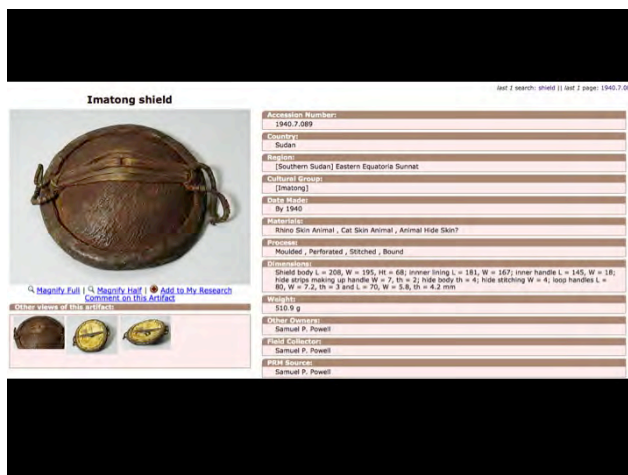 last 1 search: shield || last 1 page: 1940.7.0
Imatong shield
Accession Number:
1940.7.089
Country:
Sudan
Region:
[Southern Sudan] Eastern Equatoria Sunnat
Cultural Group:
[Imatong]
Date Made:
By 1940
Materials:
Rhino Skin Animal , Cat Skin Animal , Animal Hide Skin?
Process:
Moulded , Perforated , Stitched , Bound
Dimensions:
Shield body L = 208, W = 195, Ht = 68; innner lining L = 181, W = 167; inner handle L = 145, W = 18;
hide strips making up handle W = 7, th = 2; hide body th = 4; hide stitching W = 4; loop handles L =
80, W = 7.2, th = 3 and L = 70, W = 5.8, th = 4.2 mm
Weight:
510.9 g
Other Owners:
Samuel P. Powell
Field Collector:
Samuel P. Powell
PRM Source:
Samuel P. Powell
Magnify Full | Magnify Half | Add to My Research
Comment on this Artifact
Other views of this artifact: